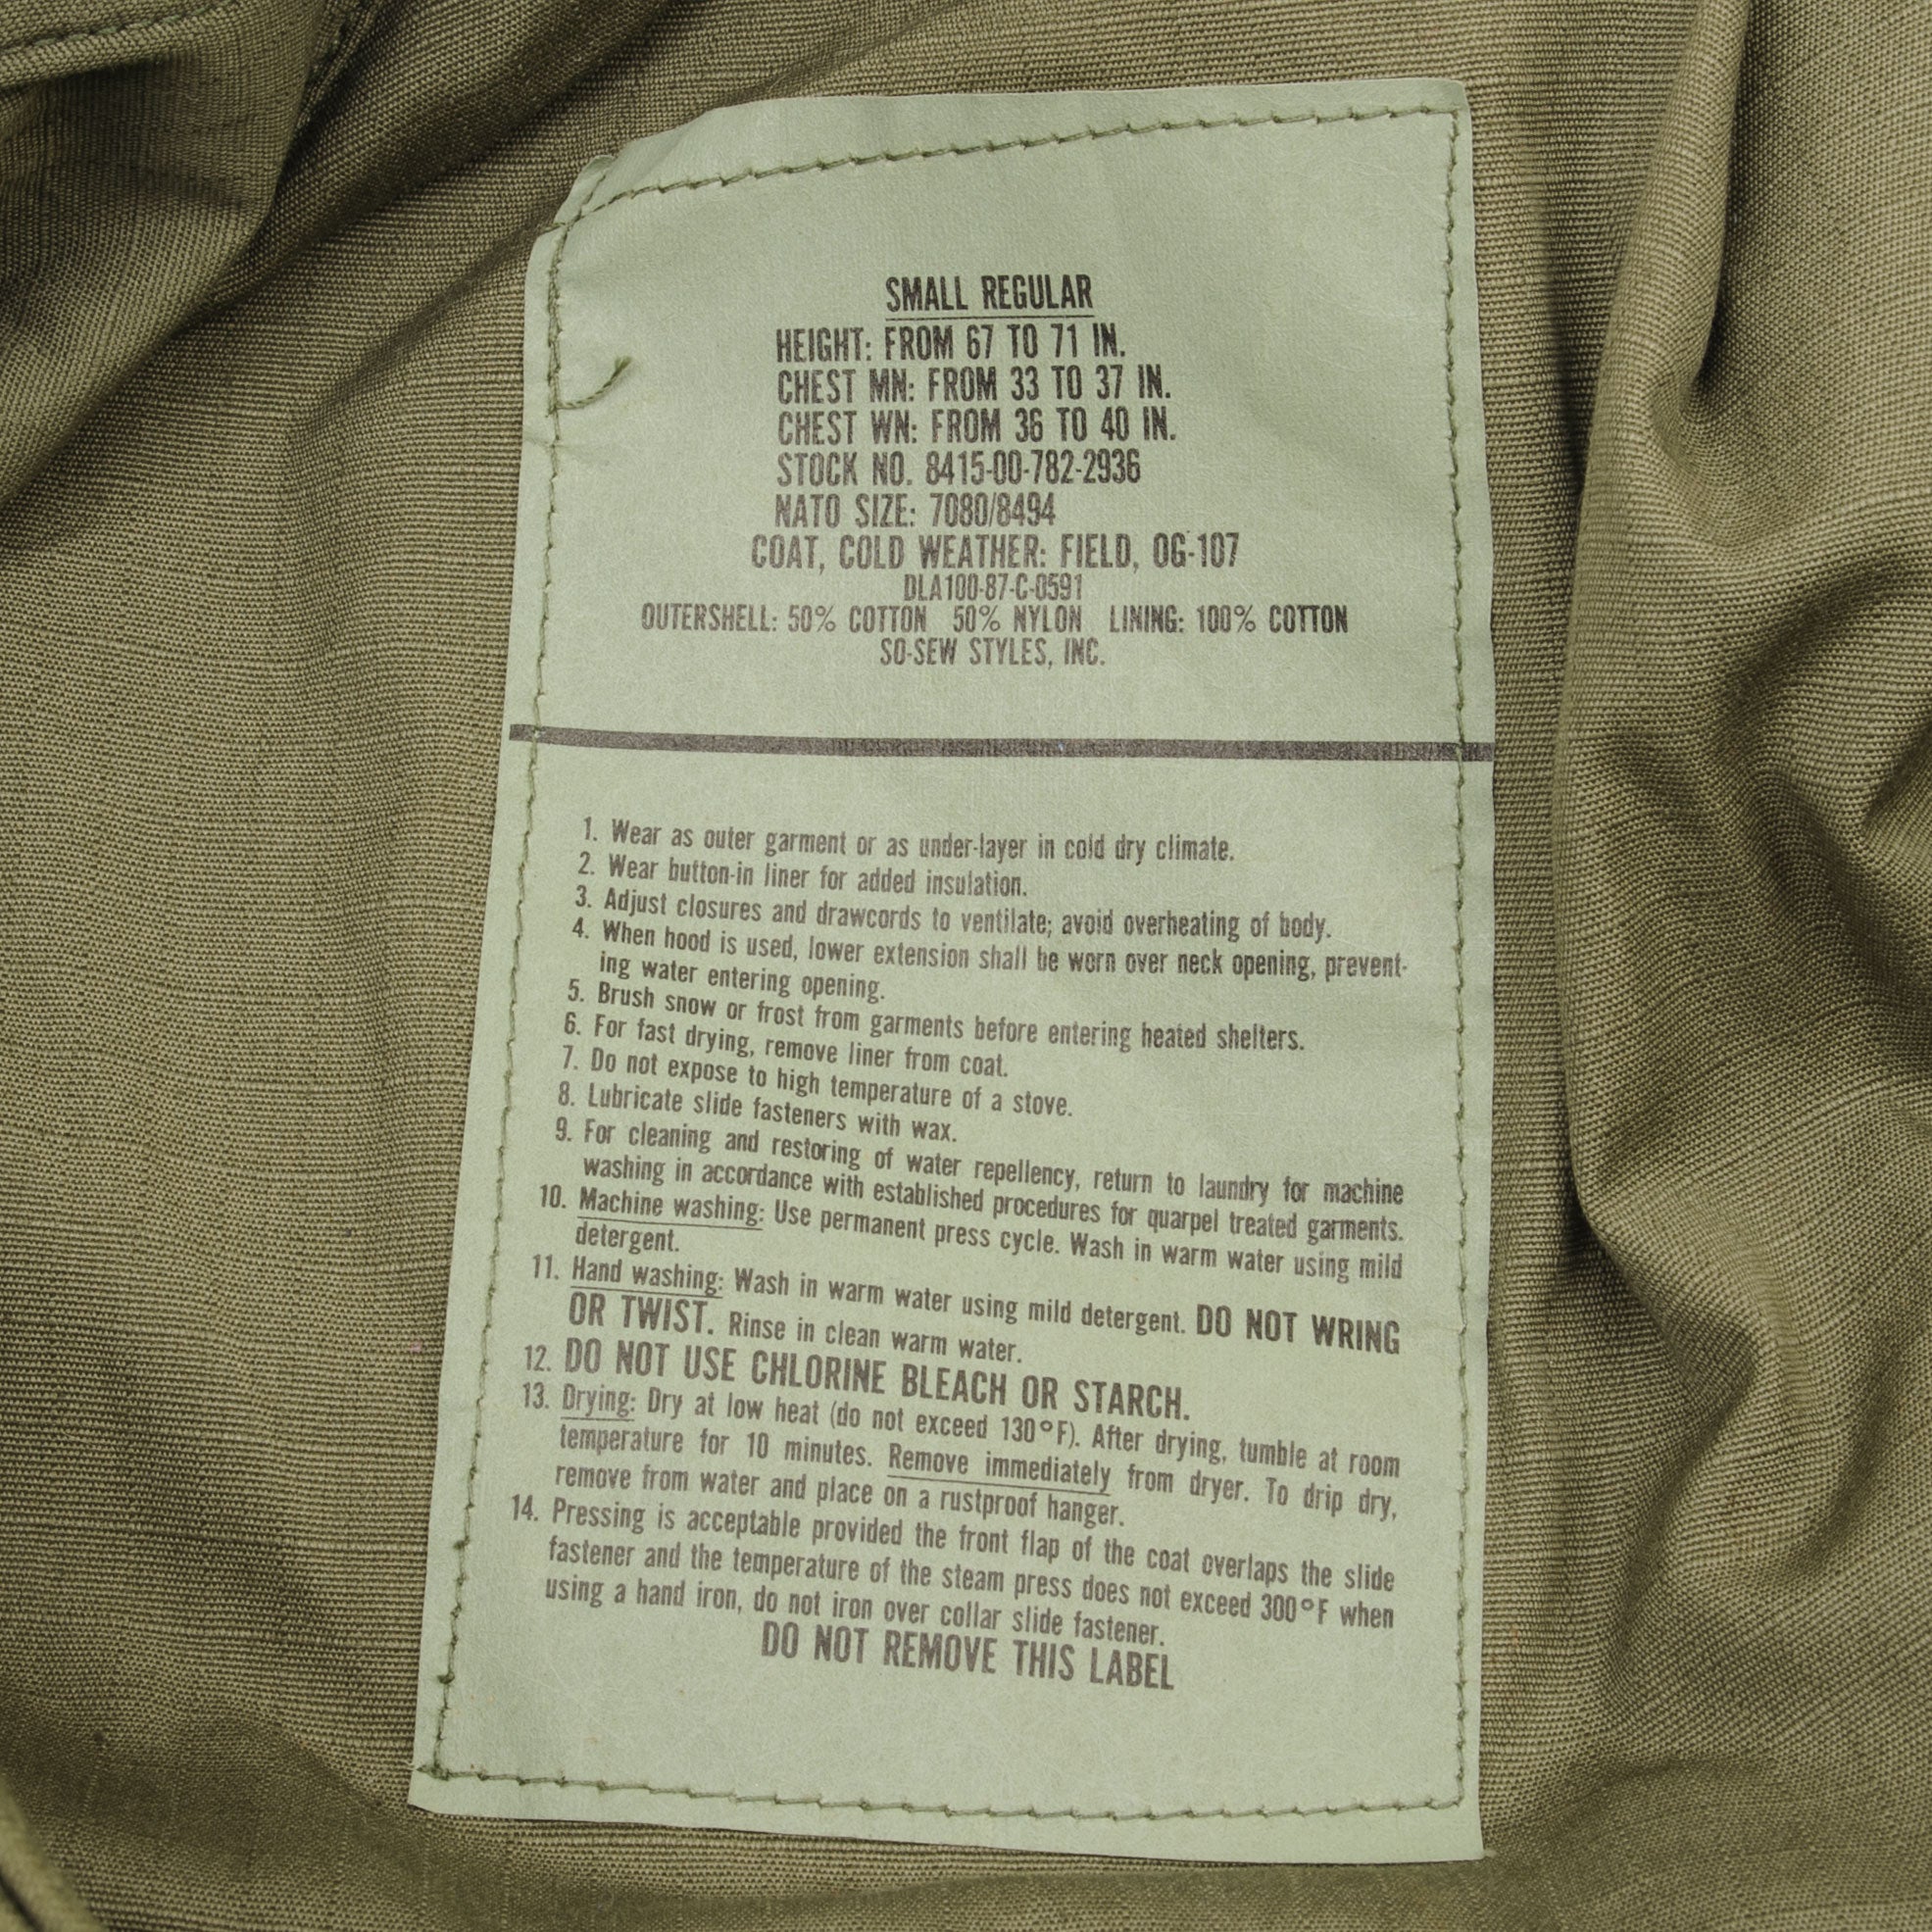 SMALL REGULAR
HEIGHT: FROM 67 TO 71 IN.
CHEST MN: FROM 33 TO 37 IN.
CHEST WN: FROM 36 TO 40 IN.
STOCK NO. 8415-00-782-2936
NATO SIZE: 7080/8494
COAT, COLD WEATHER: FIELD, OG-107
DLA100-87-C-0591
OUTERSHELL: 50% COTTON 50% NYLON LINING: 100% COTTON
SO-SEW STYLES, INC.
1. Wear as outer garment or as under-layer in cold dry climate.
2. Wear button-in liner for added insulation.
3. Adjust closures and drawcords to ventilate; avoid overheating of body.
4. When hood is used, lower extension shall be worn over neck opening, prevent-
ing water entering opening.
5. Brush snow or frost from garments before entering heated shelters.
6. For fast drying, remove liner from coat.
7. Do not expose to high temperature of a stove.
8. Lubricate slide fasteners with wax.
9. For cleaning and restoring of water repellency, return to laundry for machine
washing in accordance with established procedures for quarpel treated garments.
10. Machine washing: Use permanent press cycle. Wash in warm water using mild
detergent.
11. Hand washing: Wash in warm water using mild detergent. DO NOT WRING
OR TWIST. Rinse in clean warm water.
12. DO NOT USE CHLORINE BLEACH OR STARCH.
13. Drying: Dry at low heat (do not exceed 130°F). After drying, tumble at room
temperature for 10 minutes. Remove immediately from dryer. To drip dry,
remove from water and place on a rustproof hanger.
14. Pressing is acceptable provided the front flap of the coat overlaps the slide
fastener and the temperature of the steam press does not exceed 300°F when
using a hand iron, do not iron over collar slide fastener.
DO NOT REMOVE THIS LABEL